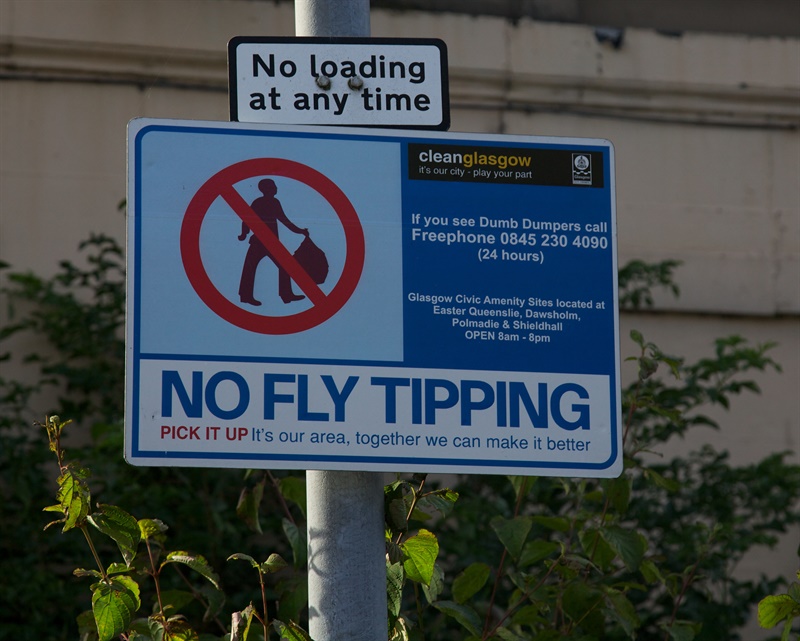 No loading
at any time
cleanglasgow
it's our city - play your part
If you see Dumb Dumpers call
Freephone 0845 230 4090
(24 hours)
Glasgow Civic Amenity Sites located at
Easter Queenslie, Dawsholm,
Polmadie & Shieldhall
OPEN 8am - 8pm
NO FLY TIPPING
PICK IT UP It's our area, together we can make it better